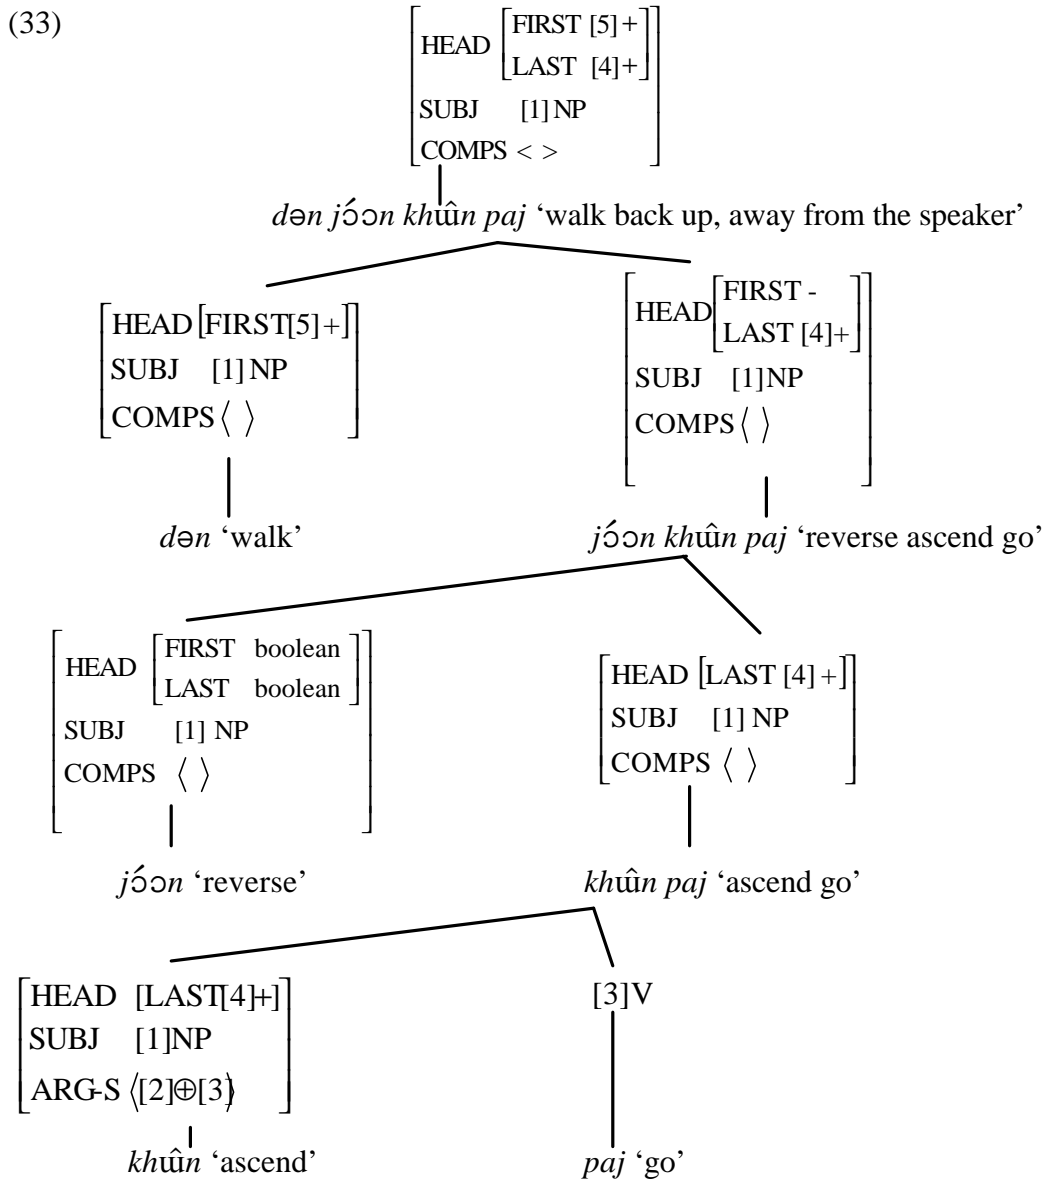 (33)
[HEAD [FIRST [5]+
LAST [4]+]
SUBJ [1] NP
COMPS < >]
dən jɔ́ɔn khɯ̂n paj ‘walk back up, away from the speaker’
[HEAD [FIRST[5]+]
SUBJ [1] NP
COMPS ⟨ ⟩]
[HEAD [FIRST -
LAST [4]+]
SUBJ [1]NP
COMPS ⟨ ⟩]
dən ‘walk’
jɔ́ɔn khɯ̂n paj ‘reverse ascend go’
[HEAD [FIRST boolean
LAST boolean]
SUBJ [1] NP
COMPS ⟨ ⟩]
[HEAD [LAST [4] +]
SUBJ [1] NP
COMPS ⟨ ⟩]
jɔ́ɔn ‘reverse’
khɯ̂n paj ‘ascend go’
[HEAD [LAST[4]+]
SUBJ [1]NP
ARG-S ⟨[2]⊕[3]⟩]
[3]V
khɯ̂n ‘ascend’
paj ‘go’